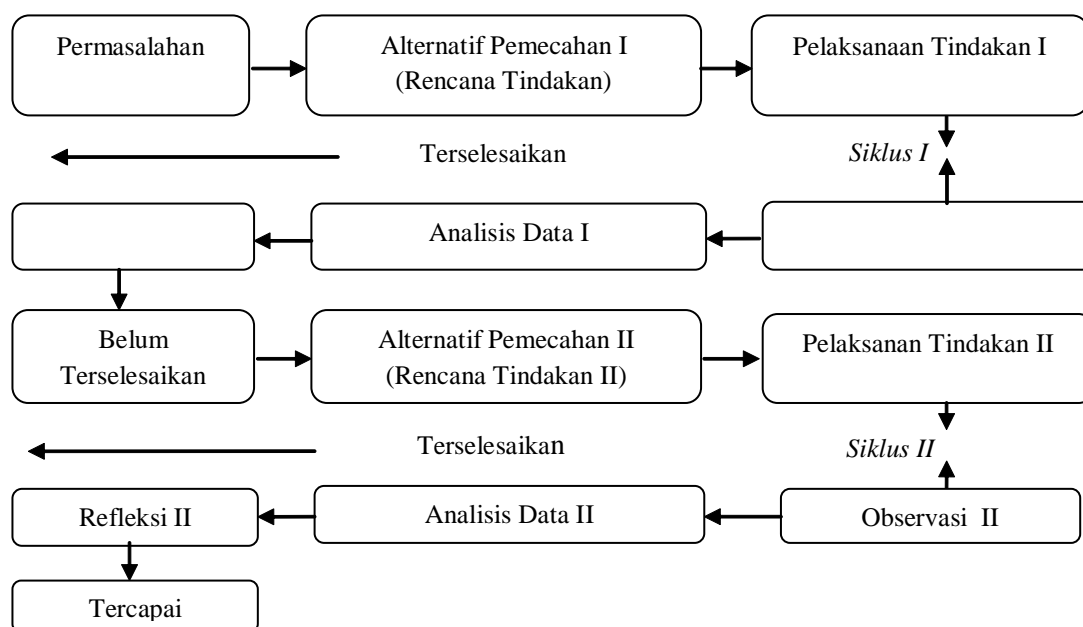 Permasalahan
Alternatif Pemecahan I
(Rencana Tindakan)
Pelaksanaan Tindakan I
Terselesaikan
Siklus I
Analisis Data I
Belum
Terselesaikan
Alternatif Pemecahan II
(Rencana Tindakan II)
Pelaksanan Tindakan II
Terselesaikan
Siklus II
Refleksi II
Analisis Data II
Observasi II
Tercapai